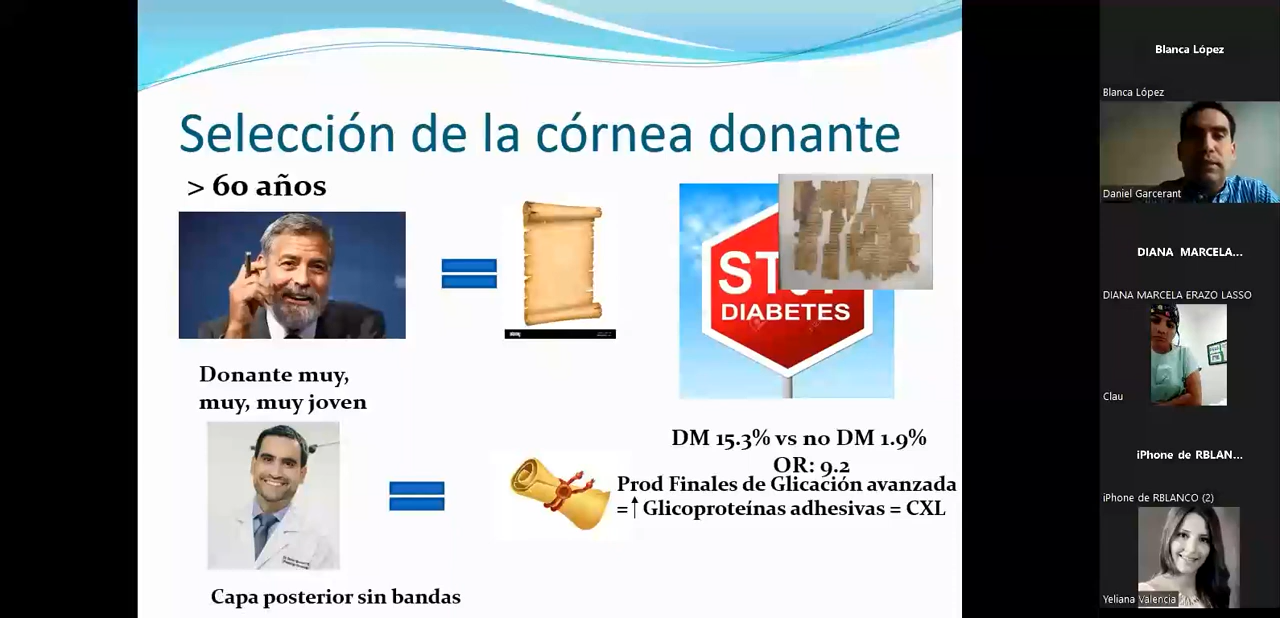 Selección de la córnea donante
> 60 años
STOP
DIABETES
Donante muy,
muy, muy joven
DM 15.3% vs no DM 1.9%
OR: 9.2
Prod Finales de Glicación avanzada
=↑ Glicoproteínas adhesivas = CXL
Capa posterior sin bandas
Blanca López
Blanca López
Daniel Garcerant
DIANA MARCELA...
DIANA MARCELA ERAZO LASSO
Clau
iPhone de RBLAN...
iPhone de RBLANCO (2)
Yeliana Valencia